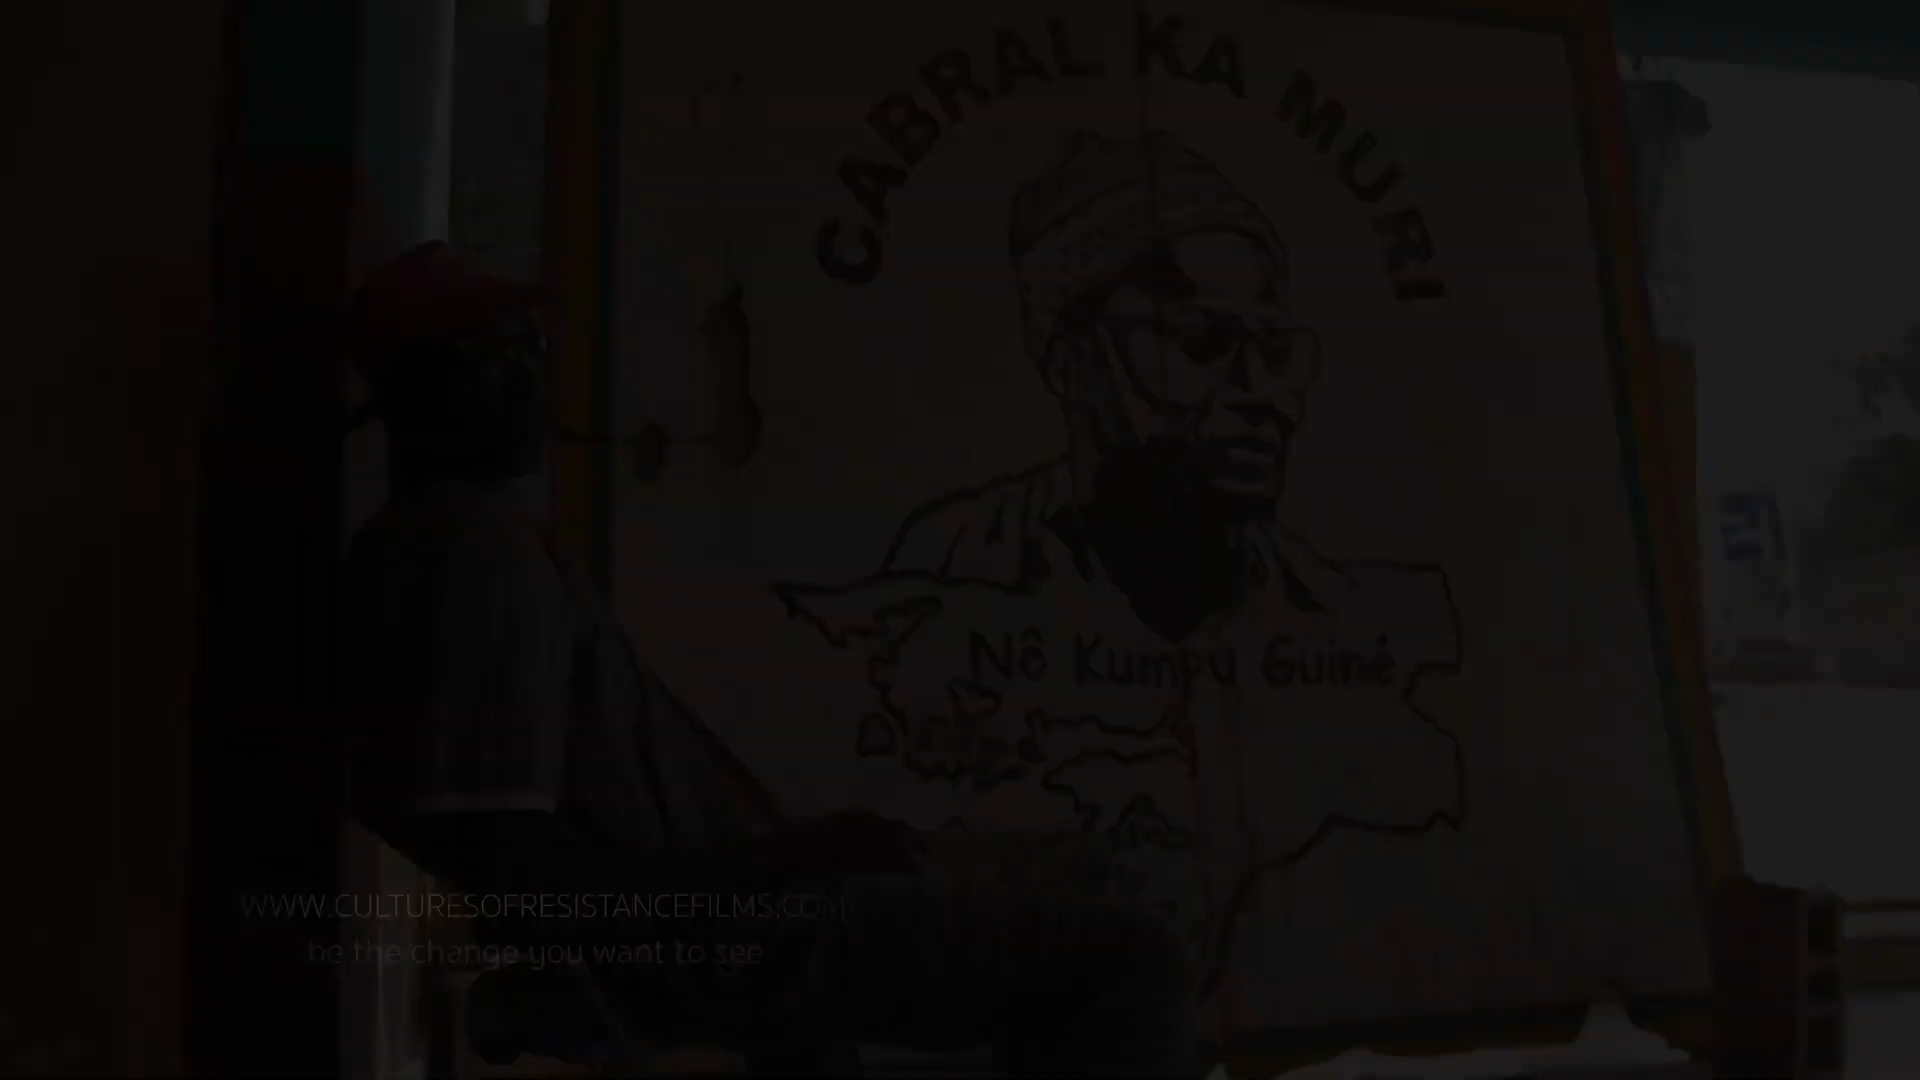 CABRAL KA MURI
Nô Kumpu Guiné
WWW.CULTURESOFRESISTANCEFILMS.COM
be the change you want to see